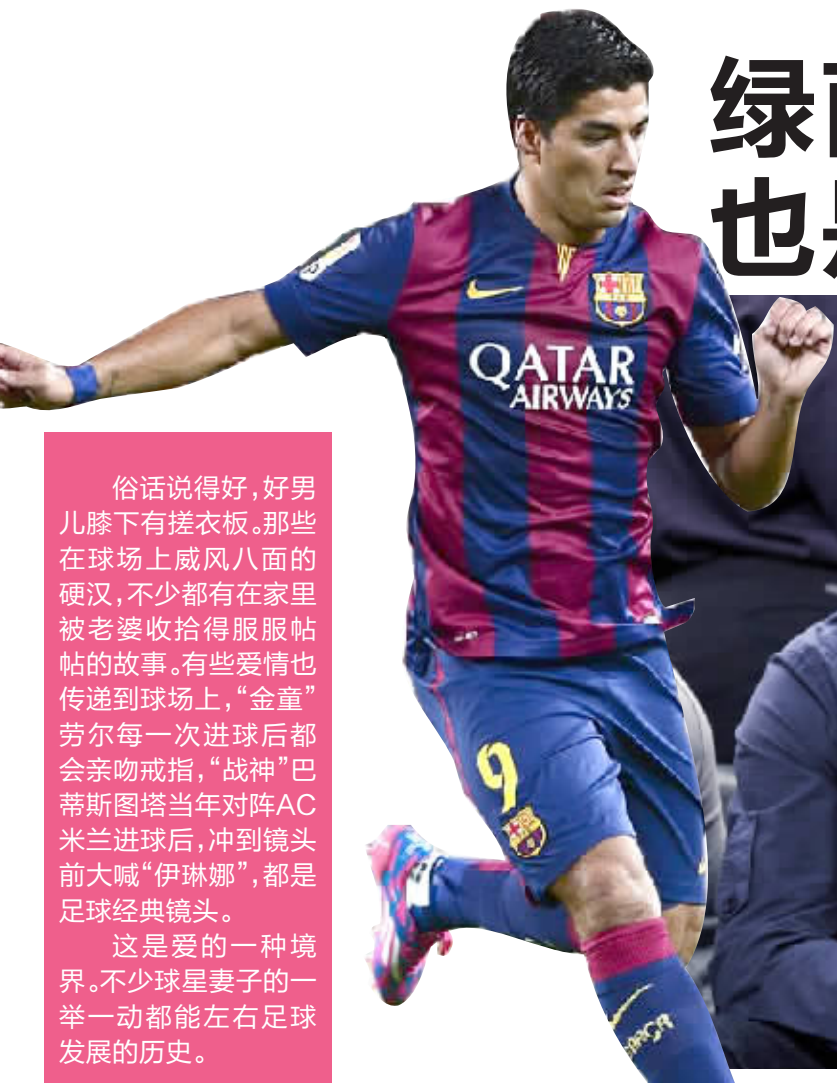 绿
也是
QATAR
AIRWAYS
9
俗话说得好，好男
儿膝下有搓衣板。那些
在球场上威风八面的
硬汉，不少都有在家里
被老婆收拾得服服帖
帖的故事。有些爱情也
传递到球场上，“金童”
劳尔每一次进球后都
会亲吻戒指，“战神”巴
蒂斯图塔当年对阵AC
米兰进球后，冲到镜头
前大喊“伊琳娜”，都是
足球经典镜头。
这是爱的一种境
界。不少球星妻子的一
举一动都能左右足球
发展的历史。